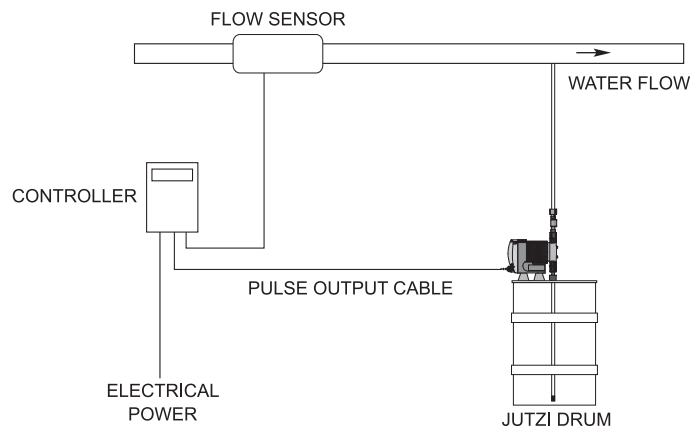 FLOW SENSOR
WATER FLOW
CONTROLLER
PULSE OUTPUT CABLE
ELECTRICAL
POWER
JUTZI DRUM